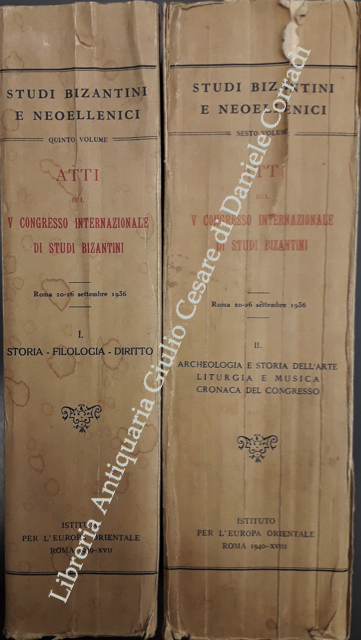 STUDI BIZANTINI
E NEOELLENICI
QUINTO VOLUME
ATTI
DEL
V CONGRESSO INTERNAZIONALE
DI STUDI BIZANTINI
Roma 20-26 settembre 1936
I.
STORIA - FILOLOGIA - DIRITTO
ISTITUTO
PER L'EUROPA ORIENTALE
ROMA 1939-XVII
STUDI BIZANTINI
E NEOELLENICI
SESTO VOLUME
ATTI
DEL
V CONGRESSO INTERNAZIONALE
DI STUDI BIZANTINI
Roma 20-26 settembre 1936
II.
ARCHEOLOGIA E STORIA DELL'ARTE
LITURGIA E MUSICA
CRONACA DEL CONGRESSO
ISTITUTO
PER L'EUROPA ORIENTALE
ROMA 1940-XVIII
Libreria Antiquaria Giulio Cesare di Daniele Corradi